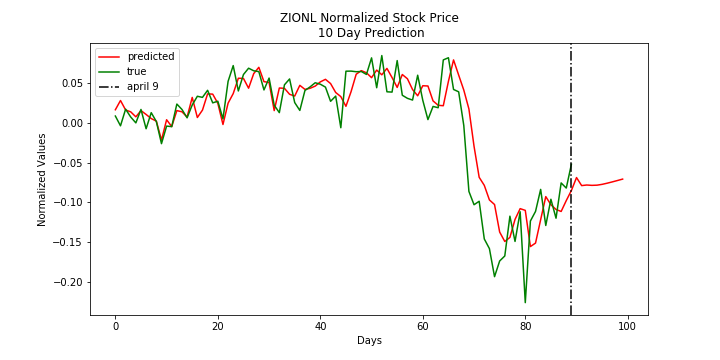 ZIONL Normalized Stock Price
10 Day Prediction
predicted
true
april 9
Normalized Values
0.05
0.00
−0.05
−0.10
−0.15
−0.20
0 20 40 60 80 100
Days